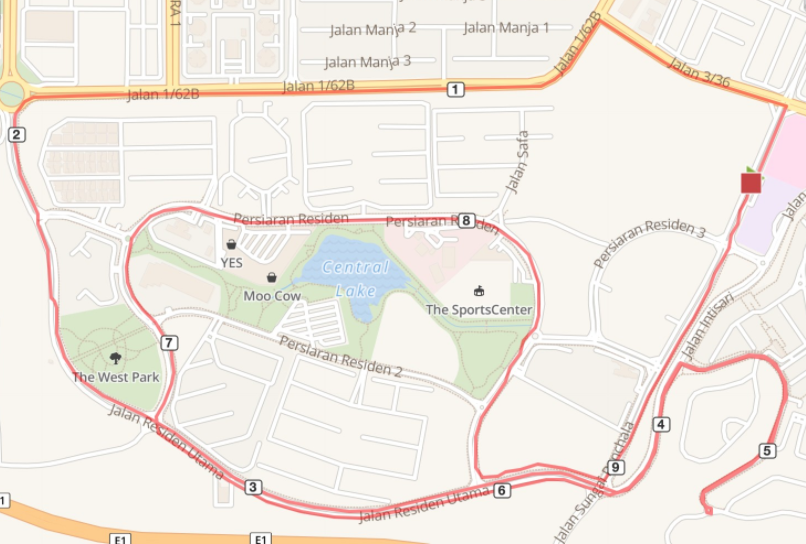 RA 1
Jalan Manja 2
Jalan Manja 1
Jalan 1/62B
Jalan Manja 3
Jalan 3/36
Jalan 1/62B
Jalan 1/62B
1
2
Jalan Safa
Jalan
Persiaran Residen
Persiaran Residen
8
Persiaran Residen 3
YES
Central
Lake
Moo Cow
The SportsCenter
Jalan Intisari
Persiaran Residen 2
7
The West Park
Jalan Residen Utama
4
5
Jalan Sungai Penchala
9
3
6
Jalan Residen Utama
1
E1
E1